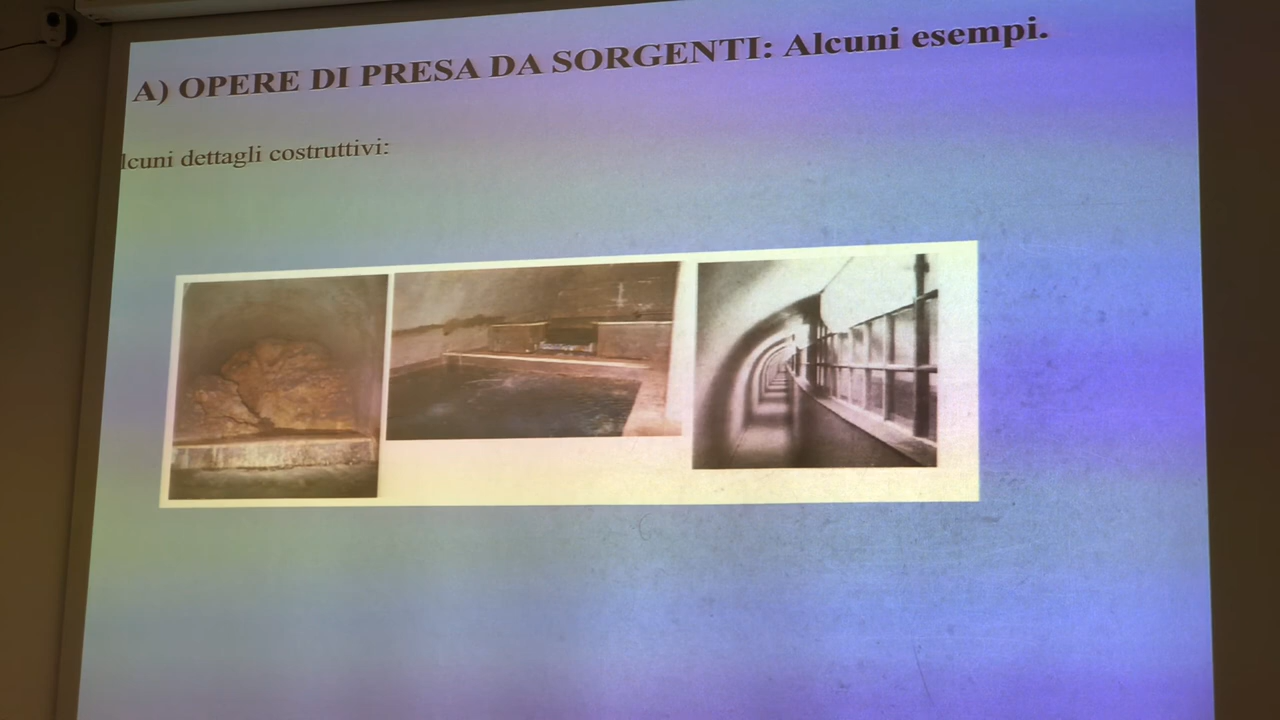 A) OPERE DI PRESA DA SORGENTI: Alcuni esempi.
lcuni dettagli costruttivi: